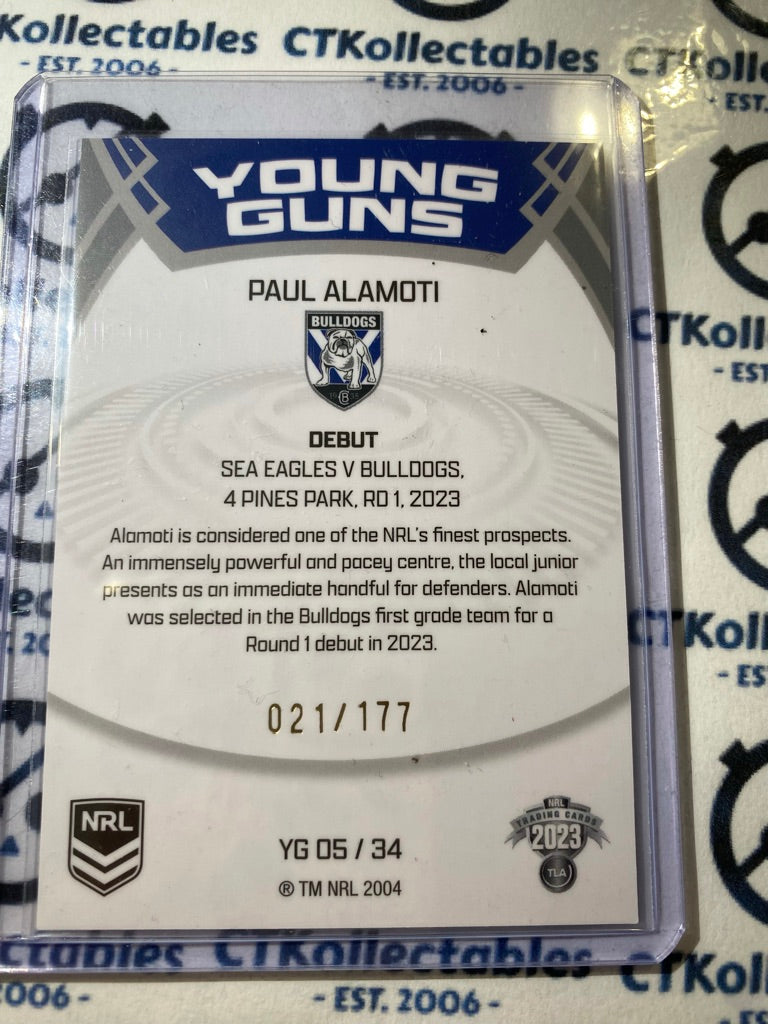 Kollectables CTKollectables CTKolle
- EST. 2006 - - EST. 2006 - - EST.
YOUNG
GUNS
PAUL ALAMOTI
BULLDOGS
DEBUT
SEA EAGLES V BULLDOGS,
4 PINES PARK, RD 1, 2023
Alamoti is considered one of the NRL's finest prospects.
An immensely powerful and pacey centre, the local junior
presents as an immediate handful for defenders. Alamoti
was selected in the Bulldogs first grade team for a
Round 1 debut in 2023.
021/177
NRL
YG 05 / 34
® TM NRL 2004
NRL
TRADING CARDS
2023
TLA
CTKoll
- EST
CTKoll
- ES
CTKollectables
2006 - - EST. 2006 -